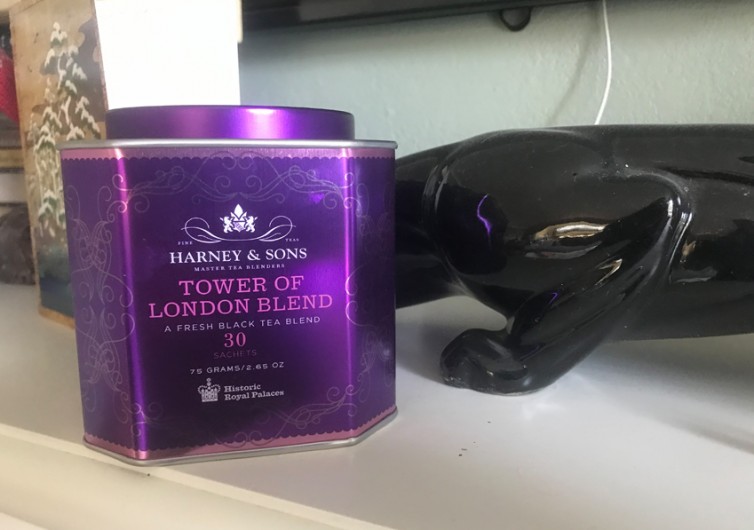 FINE TEAS
HARNEY & SONS
MASTER TEA BLENDERS
TOWER OF
LONDON BLEND
A FRESH BLACK TEA BLEND
30
SACHETS
75 GRAMS/2.65 OZ
Historic
Royal Palaces